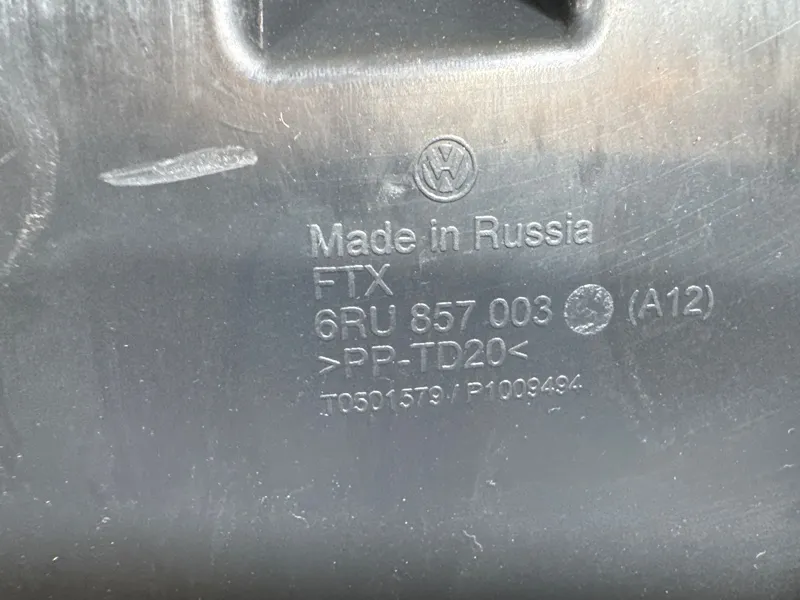 Made in Russia
FTX
6RU 857 003 (A12)
>PP-TD20<
T0501579 / P1009494